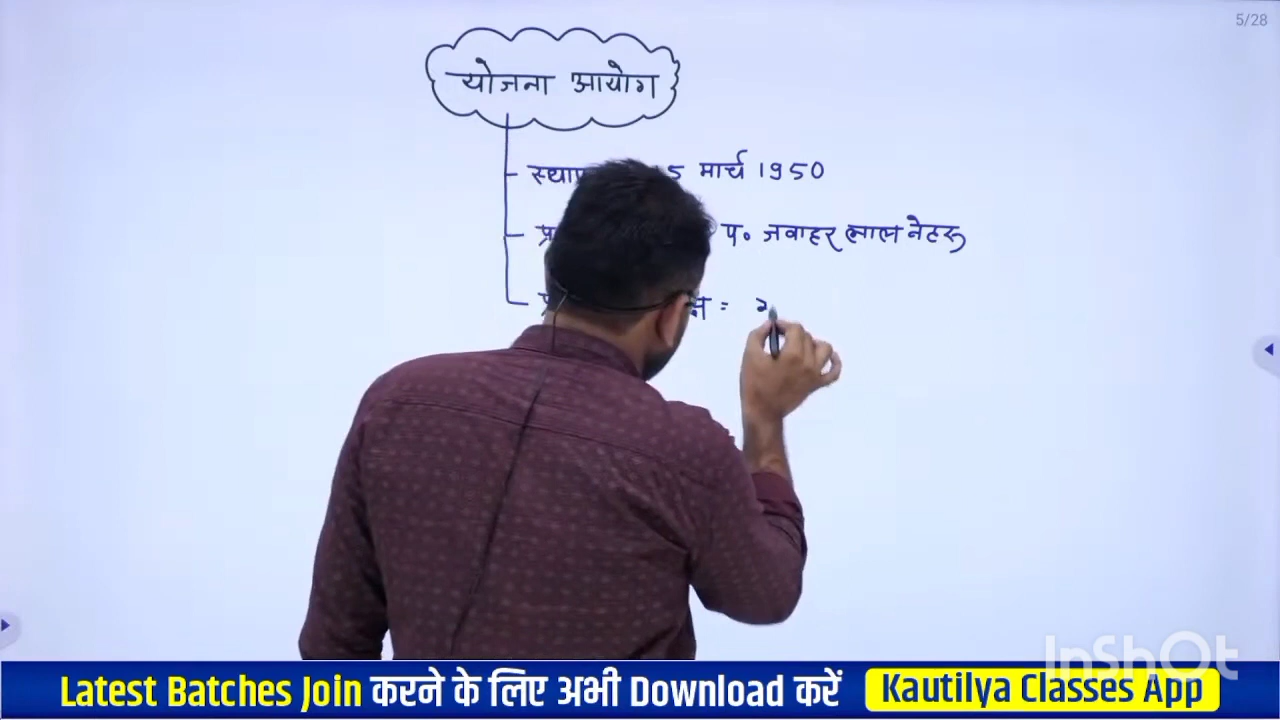 5/28
योजना आयोग
5 मार्च 1950
प० जवाहर लाल नेहरू
Latest Batches Join करने के लिए अभी Download करें Kautilya Classes App
InShOt